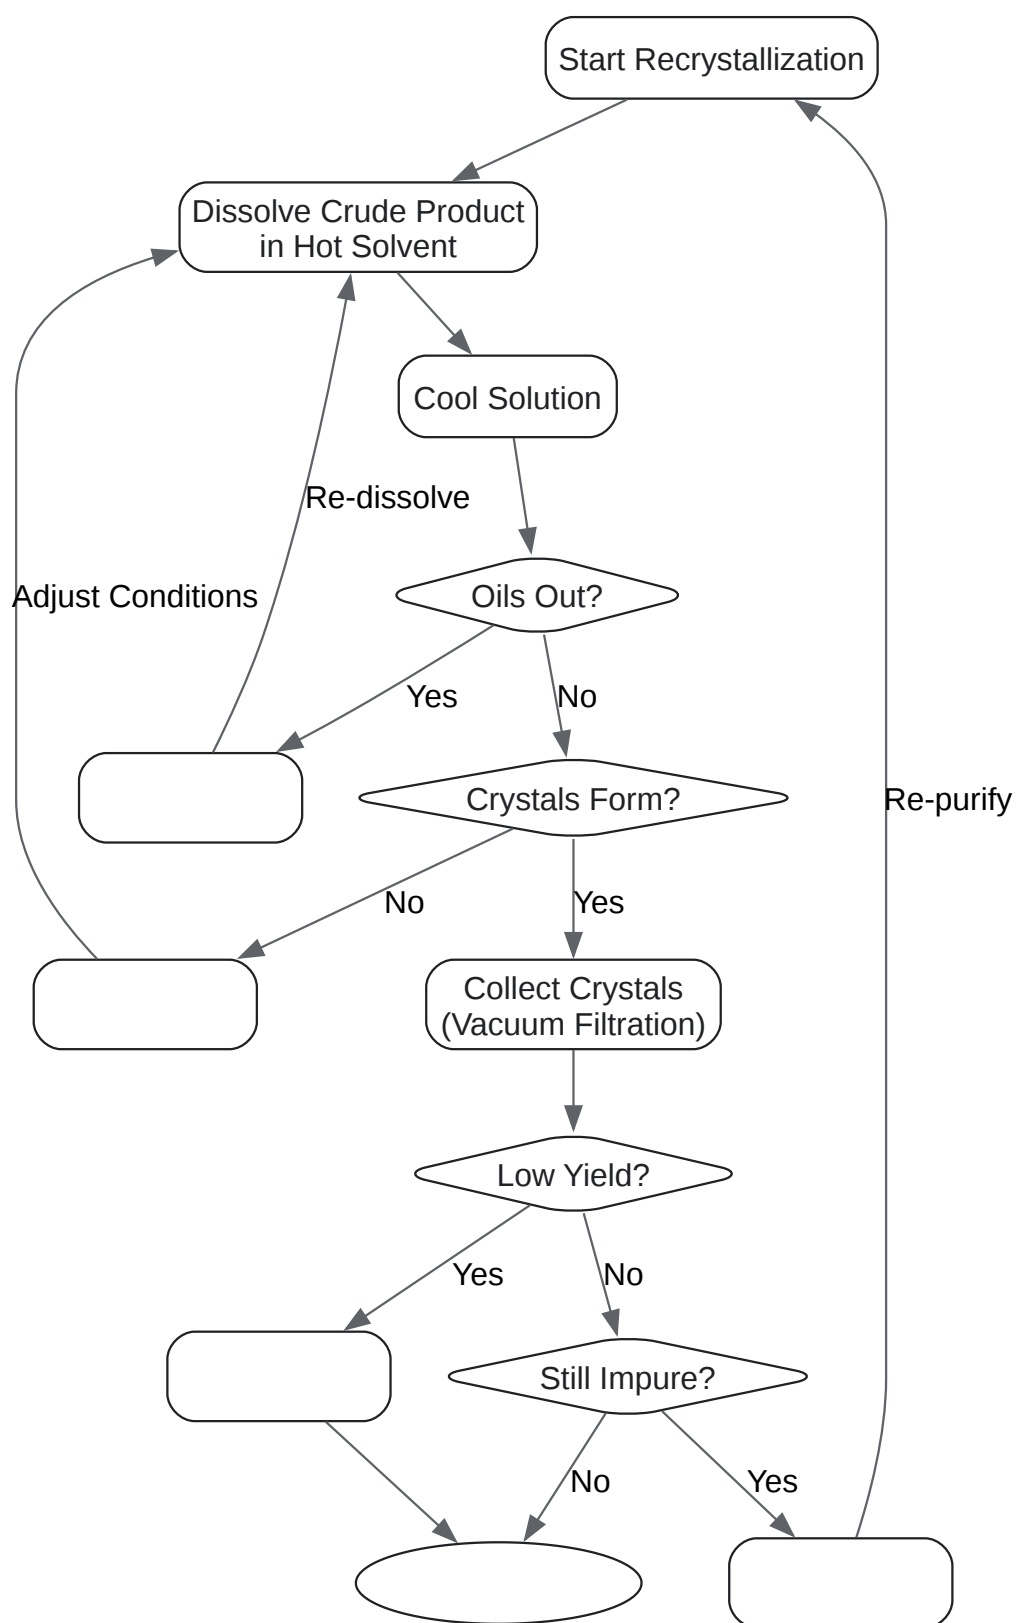 Start Recrystallization
Dissolve Crude Product
in Hot Solvent
Cool Solution
Re-dissolve
Adjust Conditions
Oils Out?
Yes
No
Crystals Form?
Re-purify
No
Yes
Collect Crystals
(Vacuum Filtration)
Low Yield?
Yes
No
Still Impure?
No
Yes